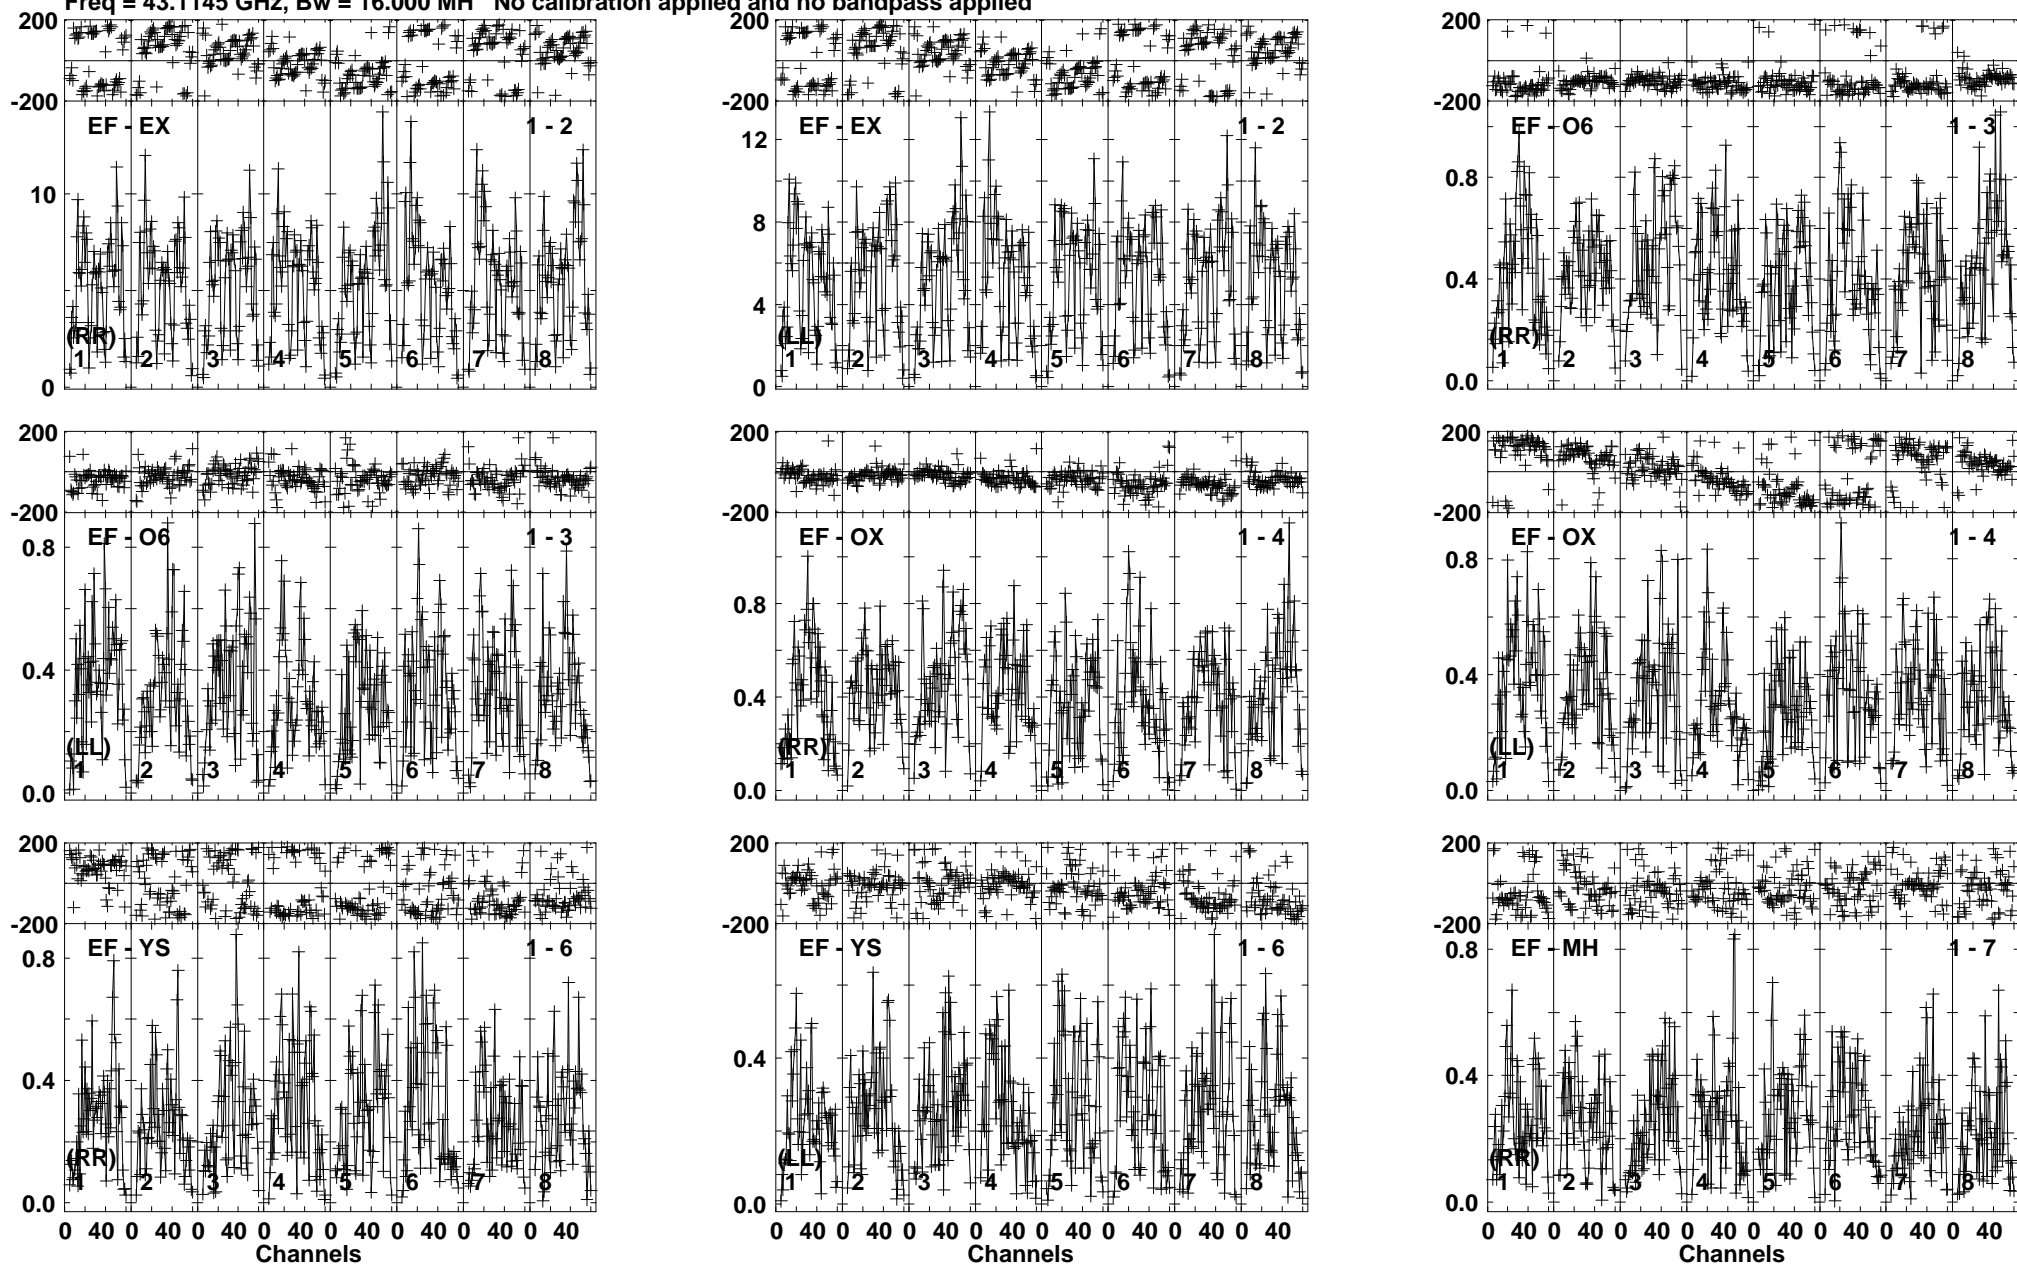 Freq = 43.1145 GHz, Bw = 16.000 MH No calibration applied and no bandpass applied
200 200 200
-200 -200 -200
EF - EX 1 - 2 EF - EX 1 - 2 EF - O6 1 - 3
12
10 0.8
8
0.4
4
(RR) (LL) (RR)
1 2 3 4 5 6 7 8 1 2 3 4 5 6 7 8 1 2 3 4 5 6 7 8
0 0 0.0
200 200 200
-200 -200 -200
EF - O6 1 - 3 EF - OX 1 - 4 EF - OX 1 - 4
0.8 0.8 0.8
0.4 0.4 0.4
(LL) (RR) (LL)
1 2 3 4 5 6 7 8 1 2 3 4 5 6 7 8 1 2 3 4 5 6 7 8
0.0 0.0 0.0
200 200 200
-200 -200 -200
EF - YS 1 - 6 EF - YS 1 - 6 EF - MH 1 - 7
0.8 0.8
0.4 0.4 0.4
(RR) (LL) (RR)
1 2 3 4 5 6 7 8 1 2 3 4 5 6 7 8 1 2 3 4 5 6 7 8
0.0 0.0 0.0
0 40 0 40 0 40 0 40 0 40 0 40 0 40 0 40 0 40 0 40 0 40 0 40 0 40 0 40 0 40 0 40 0 40 0 40 0 40 0 40 0 40 0 40 0 40 0 40
Channels Channels Channels